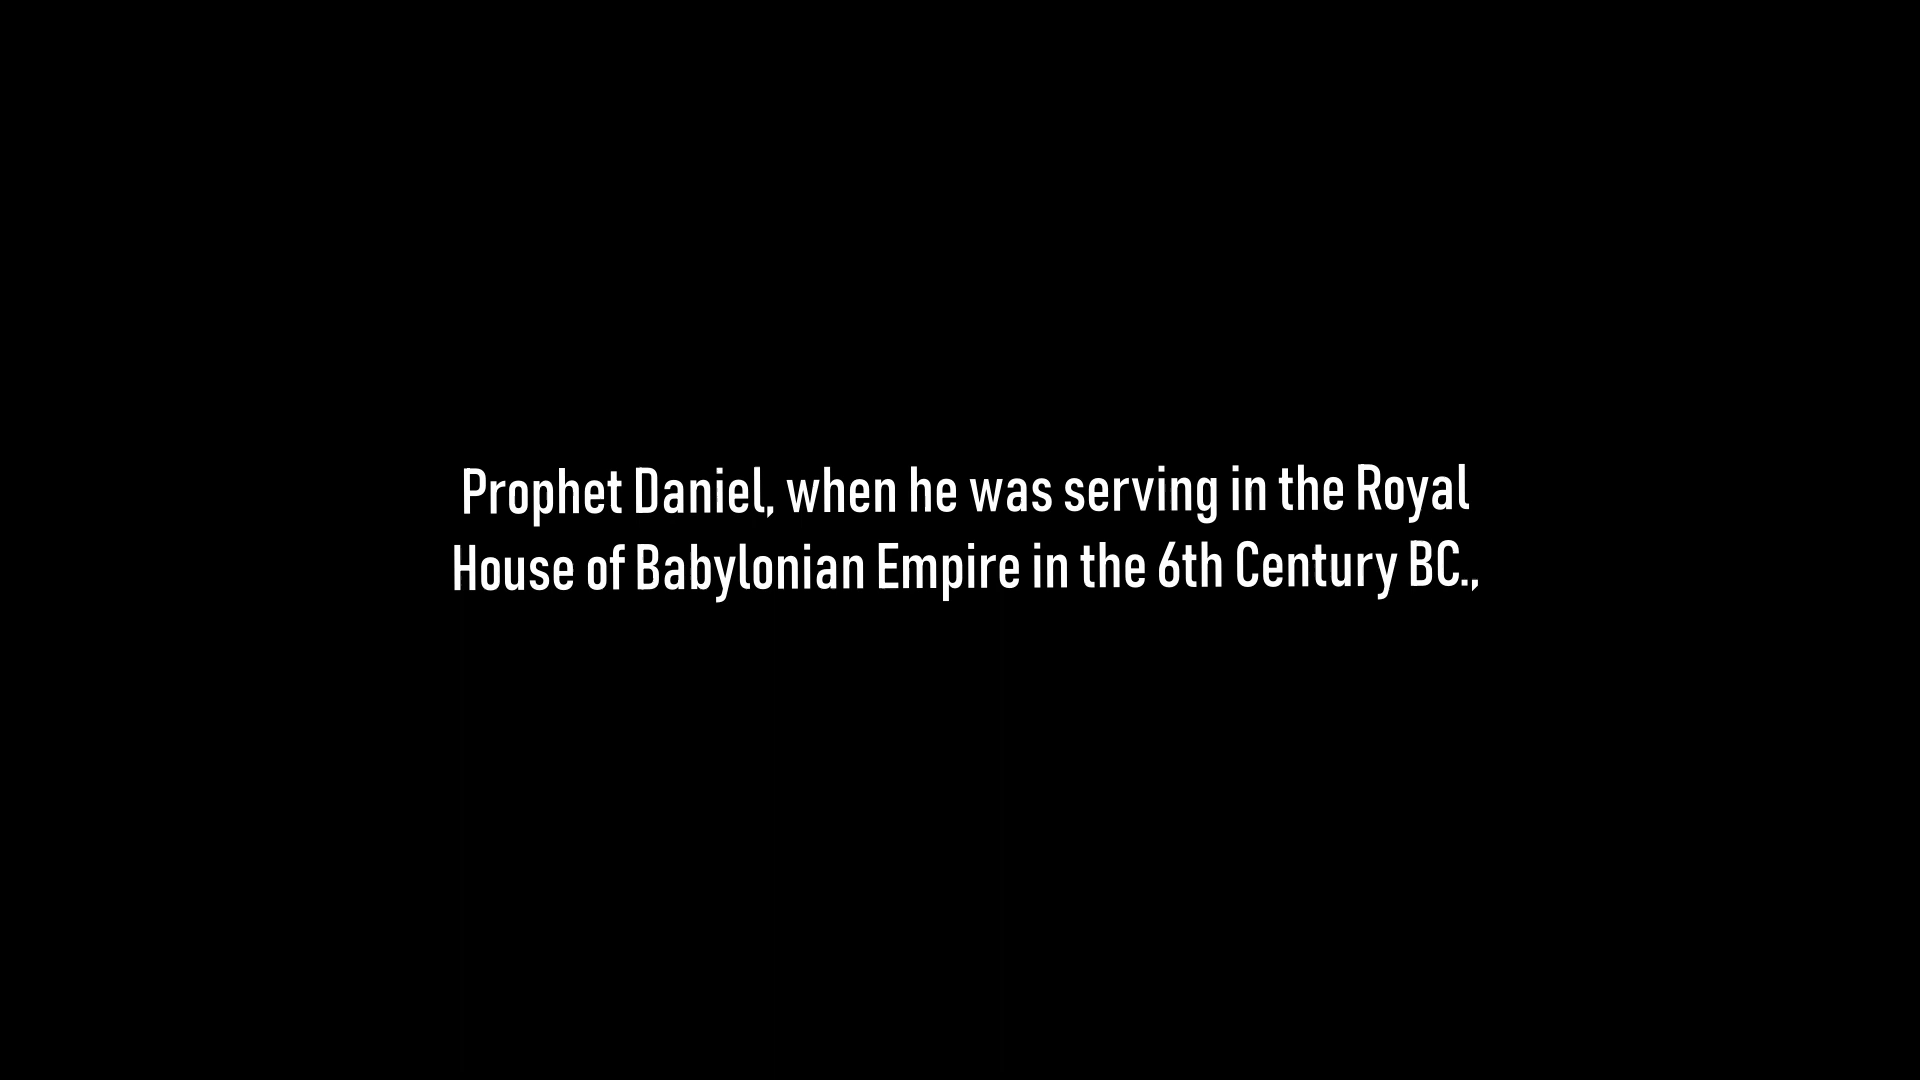 Prophet Daniel, when he was serving in the Royal
House of Babylonian Empire in the 6th Century BC.,